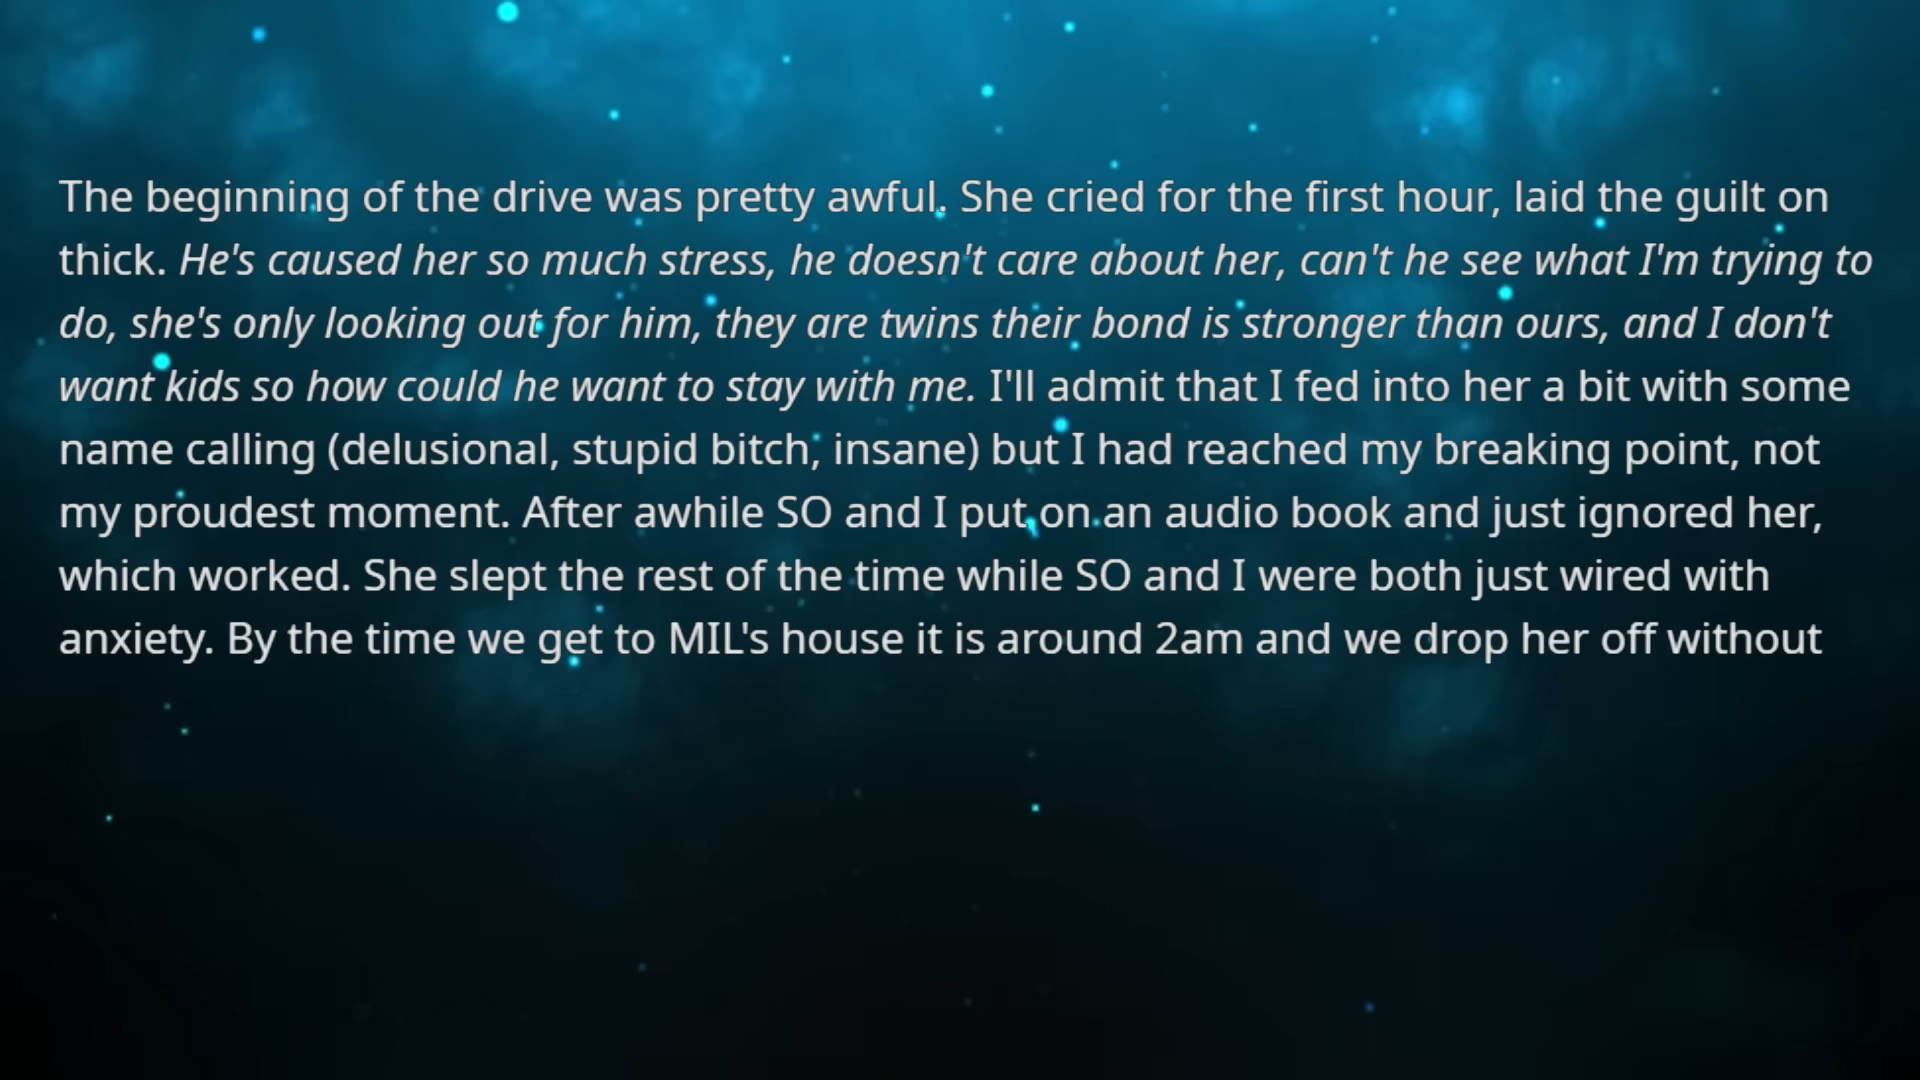 The beginning of the drive was pretty awful. She cried for the first hour, laid the guilt on
thick. He's caused her so much stress, he doesn't care about her, can't he see what I'm trying to
do, she's only looking out for him, they are twins their bond is stronger than ours, and I don't
want kids so how could he want to stay with me. I'll admit that I fed into her a bit with some
name calling (delusional, stupid bitch, insane) but I had reached my breaking point, not
my proudest moment. After awhile SO and I put on an audio book and just ignored her,
which worked. She slept the rest of the time while SO and I were both just wired with
anxiety. By the time we get to MIL's house it is around 2am and we drop her off without